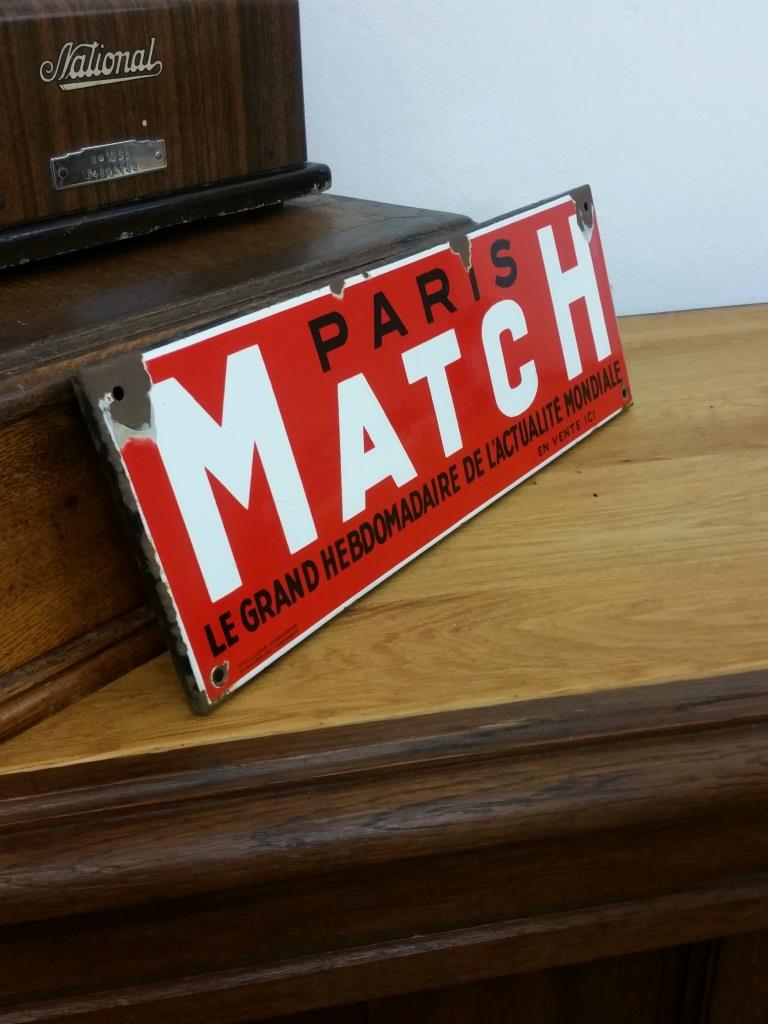 National
PARIS
MATCH
LE GRAND HEBDOMADAIRE DE L'ACTUALITÉ MONDIALE
EN VENTE ICI